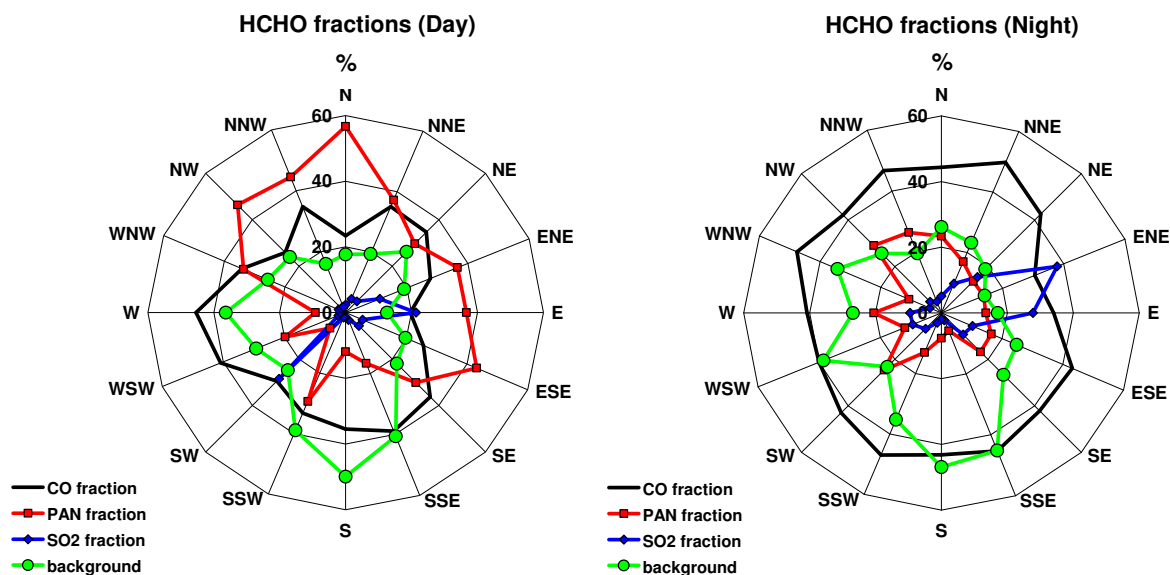 HCHO fractions (Day)
%
N
NNE
NE
ENE
E
ESE
SE
SSE
S
SSW
SW
WSW
W
WNW
NW
NNW
60
40
20
0
CO fraction
PAN fraction
SO2 fraction
background
HCHO fractions (Night)
%
N
NNE
NE
ENE
E
ESE
SE
SSE
S
SSW
SW
WSW
W
WNW
NW
NNW
60
40
20
0
CO fraction
PAN fraction
SO2 fraction
background